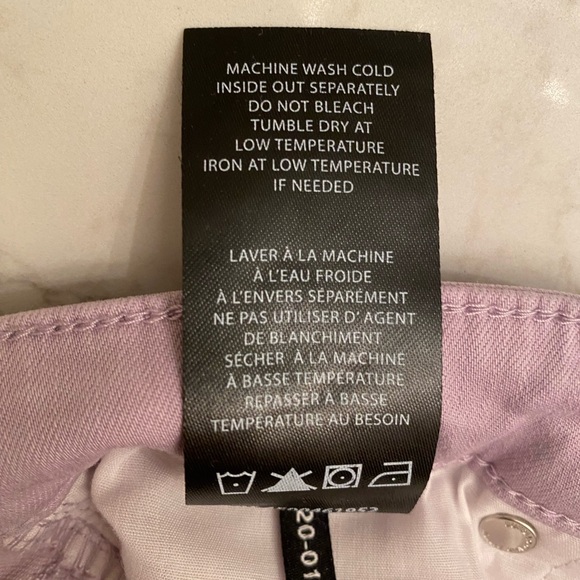 MACHINE WASH COLD
INSIDE OUT SEPARATELY
DO NOT BLEACH
TUMBLE DRY AT
LOW TEMPERATURE
IRON AT LOW TEMPERATURE
IF NEEDED
LAVER À LA MACHINE
À L'EAU FROIDE
À L'ENVERS SÉPARÉMENT
NE PAS UTILISER D' AGENT
DE BLANCHIMENT
SÉCHER À LA MACHINE
À BASSE TEMPÉRATURE
REPASSER À BASSE
TEMPÉRATURE AU BESOIN
20-01